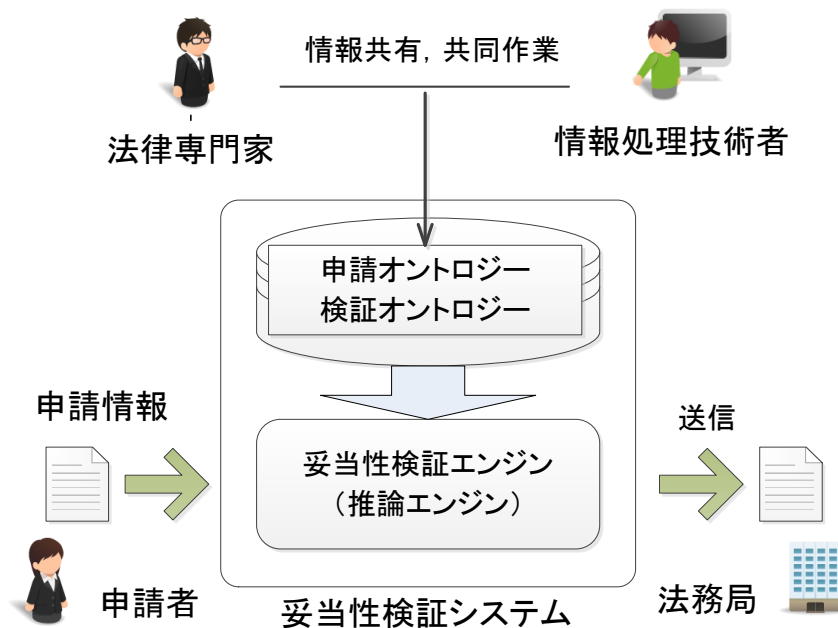 情報共有，共同作業
法律専門家
情報処理技術者
申請オントロジー
検証オントロジー
申請情報
送信
妥当性検証エンジン
（推論エンジン）
申請者
妥当性検証システム
法務局